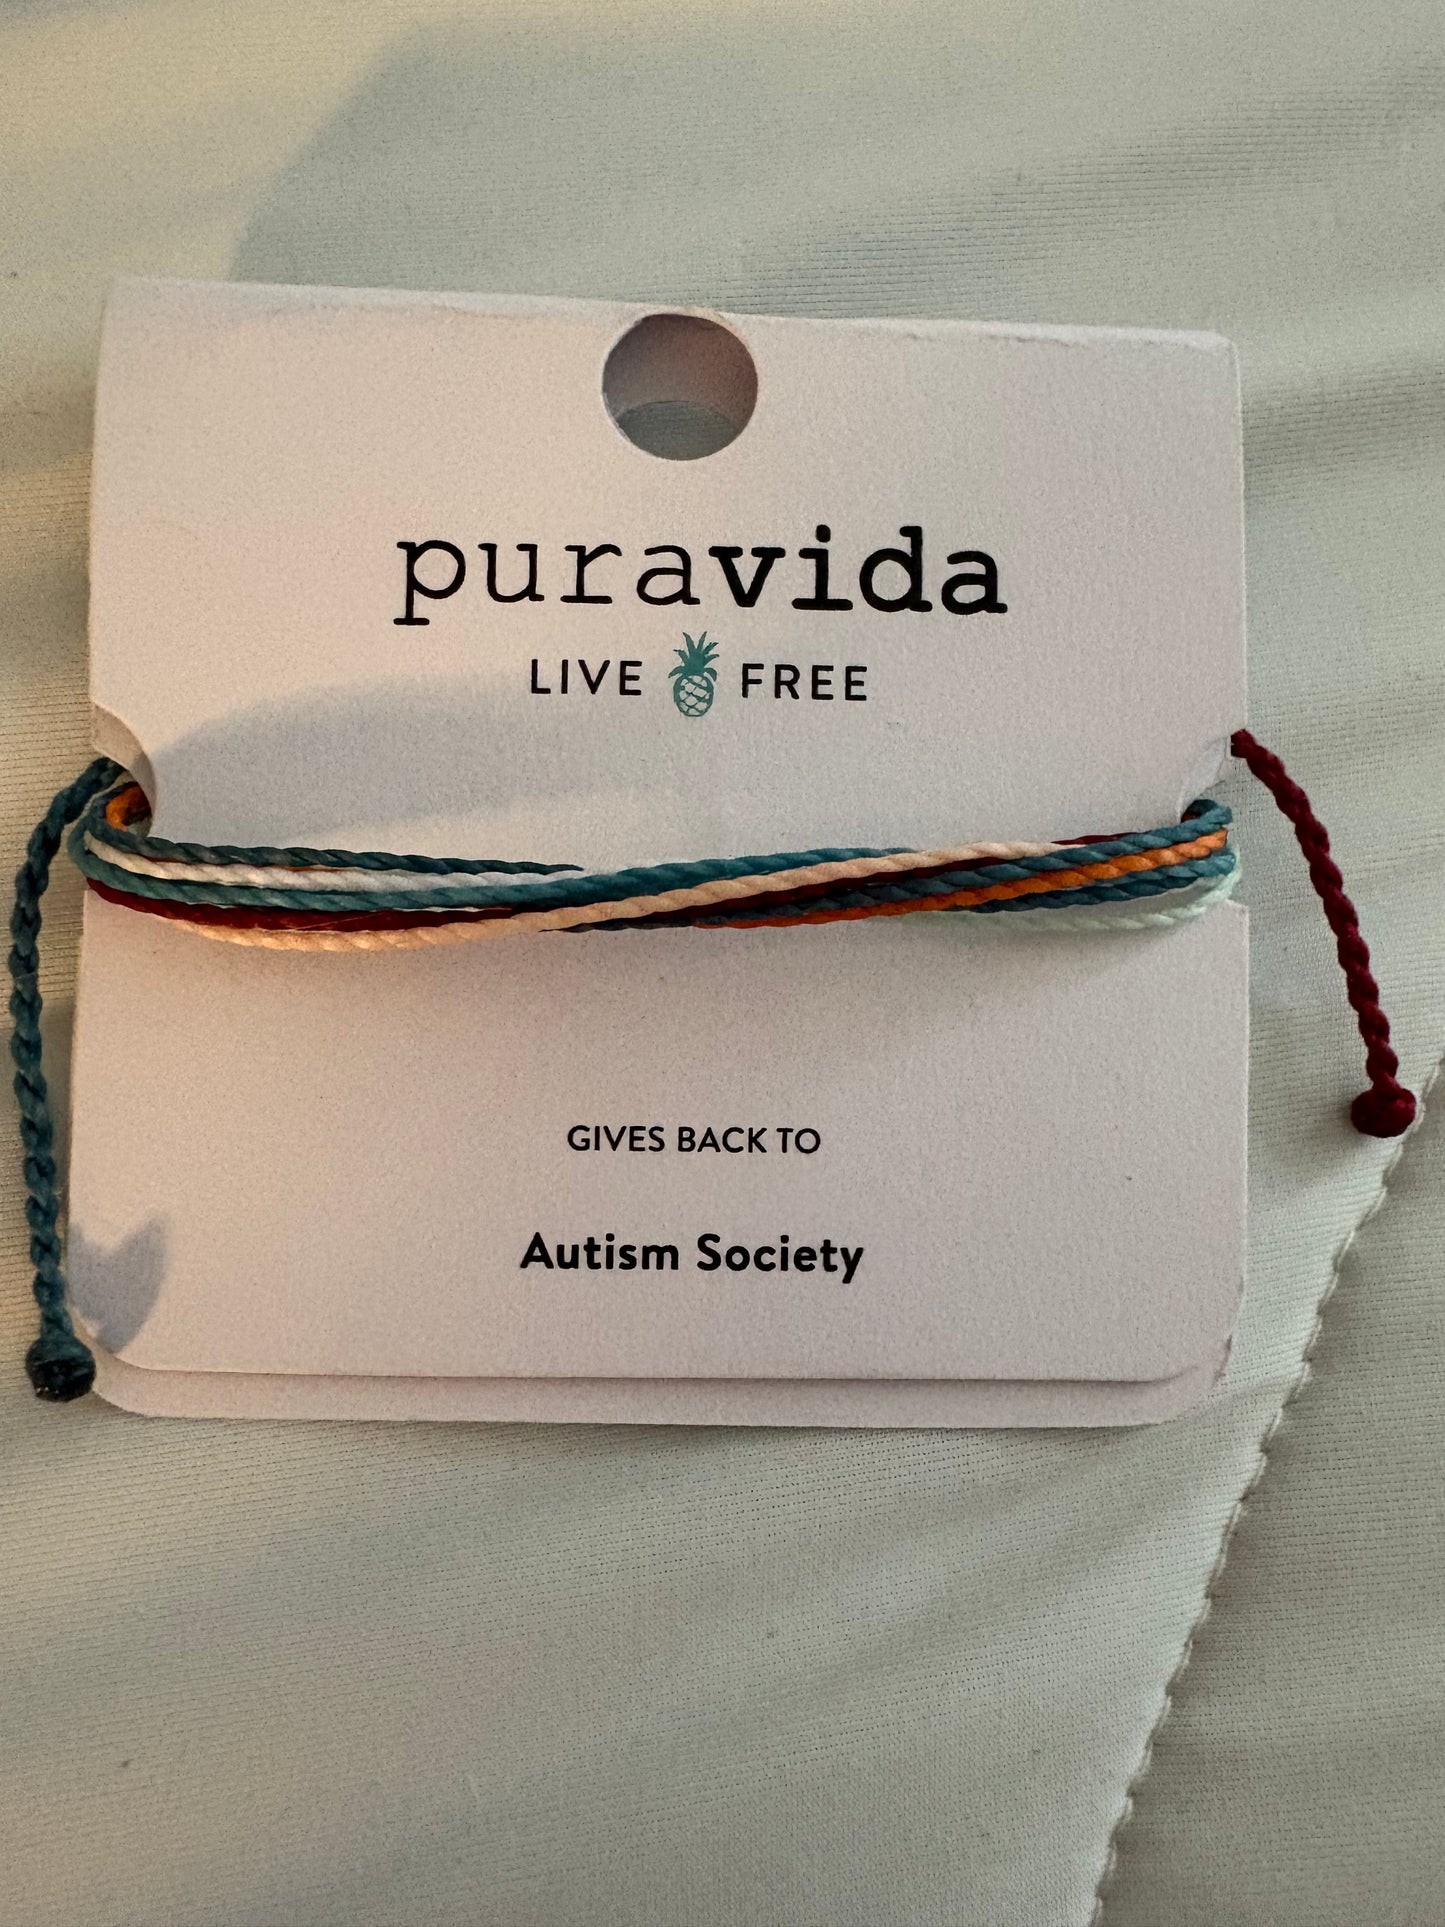 puravida
LIVE FREE
GIVES BACK TO
Autism Society